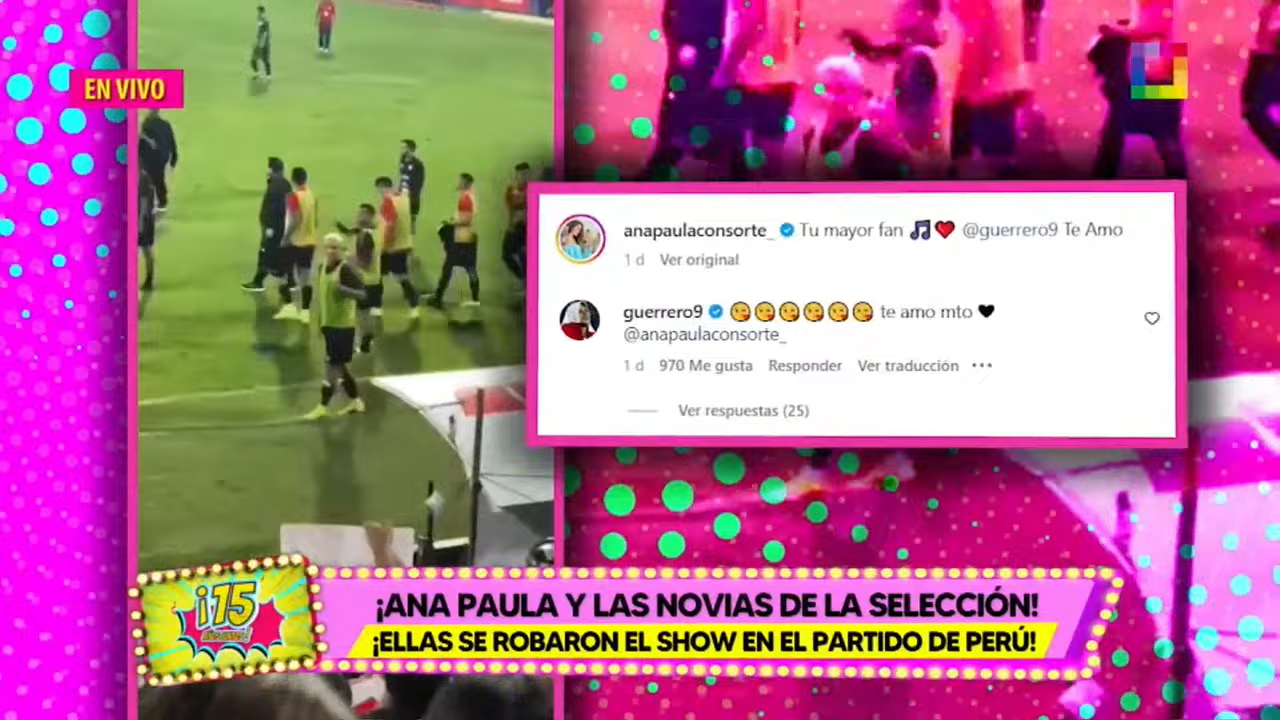 EN VIVO
anapaulaconsorte_ Tu mayor fan 🎵❤️ @guerrero9 Te Amo
1 d Ver original
guerrero9 😘😘😘😘😘😘 te amo mto 🖤
@anapaulaconsorte_
1 d 970 Me gusta Responder Ver traducción •••
Ver respuestas (25)
¡15
¡ANA PAULA Y LAS NOVIAS DE LA SELECCIÓN!
¡ELLAS SE ROBARON EL SHOW EN EL PARTIDO DE PERÚ!